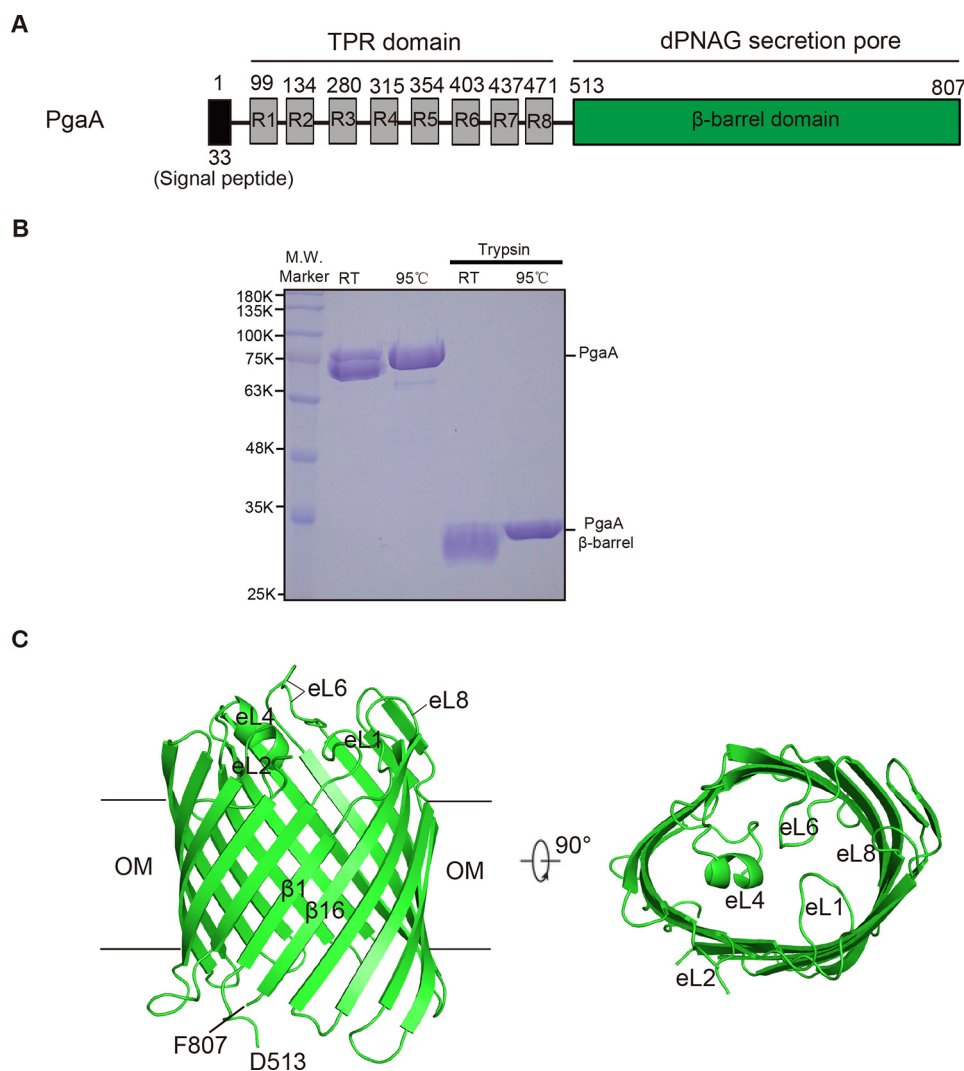 A
TPR domain
dPNAG secretion pore
1 99 134 280 315 354 403 437 471 513 807
PgaA
R1 R2 R3 R4 R5 R6 R7 R8 β-barrel domain
33
(Signal peptide)
B
Trypsin
M.W.
Marker RT 95℃ RT 95℃
180K
135K
100K
75K
PgaA
63K
48K
35K
PgaA
β-barrel
25K
C
eL6
eL8
eL4
eL1
eL2
OM
OM
β1
β16
F807
D513
90°
eL6
eL8
eL4
eL1
eL2